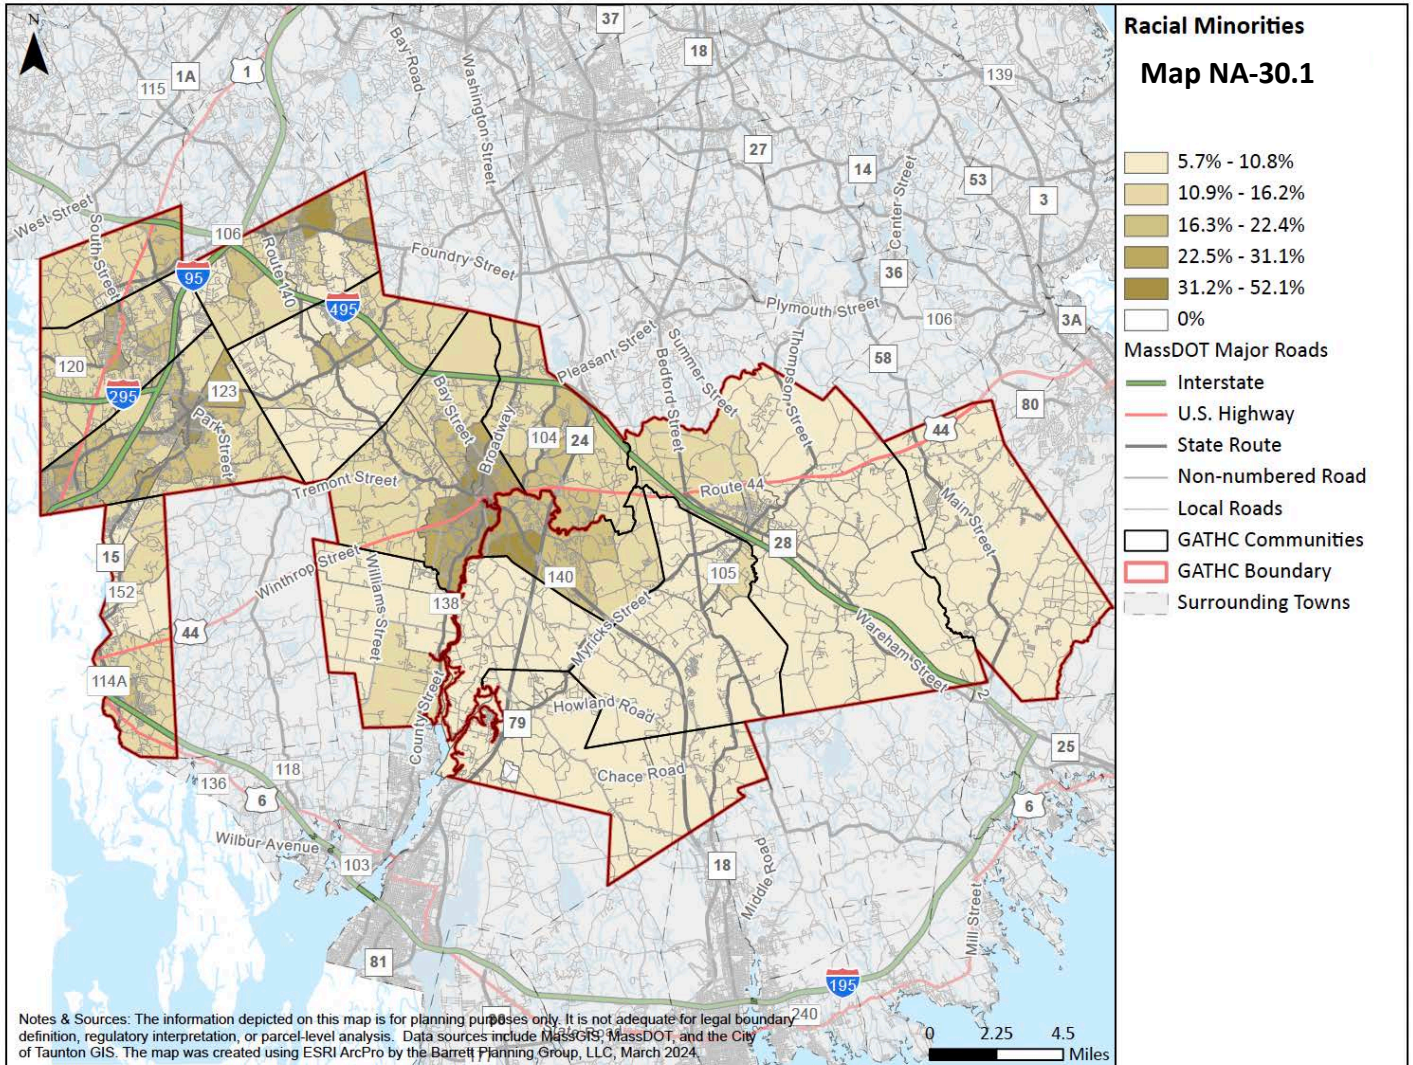 Racial Minorities
Map NA-30.1
5.7% - 10.8%
10.9% - 16.2%
16.3% - 22.4%
22.5% - 31.1%
31.2% - 52.1%
0%
MassDOT Major Roads
Interstate
U.S. Highway
State Route
Non-numbered Road
Local Roads
GATHC Communities
GATHC Boundary
Surrounding Towns
N
37
1A
1
115
Bay Road
Washington Street
18
139
27
14
53
3
Center Street
36
Plymouth Street
106
3A
58
80
West Street
South Street
106
Route 140
Foundry Street
95
495
120
295
123
Park Street
Bay Street
Broadway
104
24
Pleasant Street
Summer Street
Bedford Street
Thompson Street
44
Route 44
Main Street
Tremont Street
15
152
Winthrop Street
Williams Street
138
140
105
28
44
114A
Myricks Street
Wareham Street
County Street
79
Howland Road
Chace Road
2
25
118
136
6
6
Wilbur Avenue
103
18
Middle Road
Mill Street
81
195
240
Notes & Sources: The information depicted on this map is for planning purposes only. It is not adequate for legal boundary
definition, regulatory interpretation, or parcel-level analysis. Data sources include MassGIS, MassDOT, and the City
of Taunton GIS. The map was created using ESRI ArcPro by the Barrett Planning Group, LLC, March 2024.
0 2.25 4.5
Miles